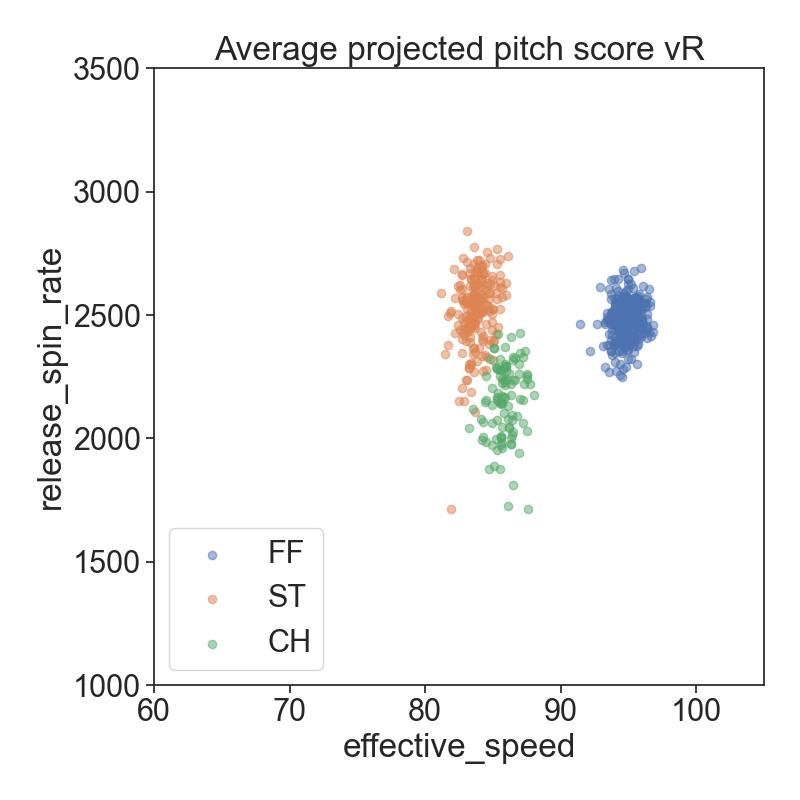 Average projected pitch score vR
3500
3000
2500
2000
1500
1000
release_spin_rate
FF
ST
CH
60
70
80
90
100
effective_speed